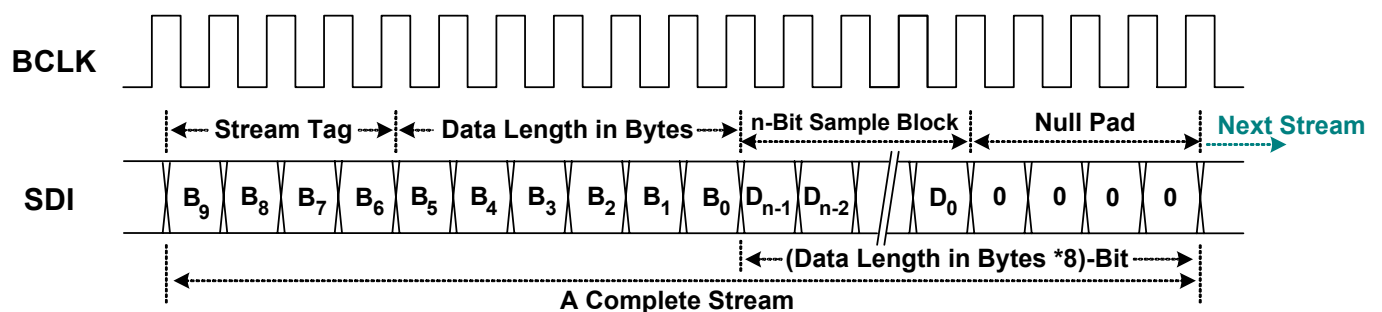 BCLK
Stream Tag Data Length in Bytes n-Bit Sample Block Null Pad Next Stream
SDI B9 B8 B7 B6 B5 B4 B3 B2 B1 B0 Dn-1 Dn-2 D0 0 0 0 0
(Data Length in Bytes *8)-Bit
A Complete Stream